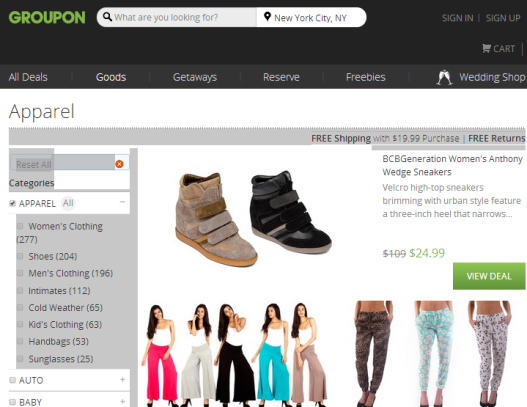 GROUPON
What are you looking for?
New York City, NY
SIGN IN | SIGN UP
CART
All Deals
Goods
Getaways
Reserve
Freebies
Wedding Shop
Apparel
FREE Shipping with $19.99 Purchase | FREE Returns
Reset All
Categories
APPAREL All
Women's Clothing
(277)
Shoes (204)
Men's Clothing (196)
Intimates (112)
Cold Weather (65)
Kid's Clothing (63)
Handbags (53)
Sunglasses (25)
AUTO +
BABY +
BCBGeneration Women's Anthony
Wedge Sneakers
Velcro high-top sneakers
brimming with urban style feature
a three-inch heel that narrows...
$109 $24.99
VIEW DEAL